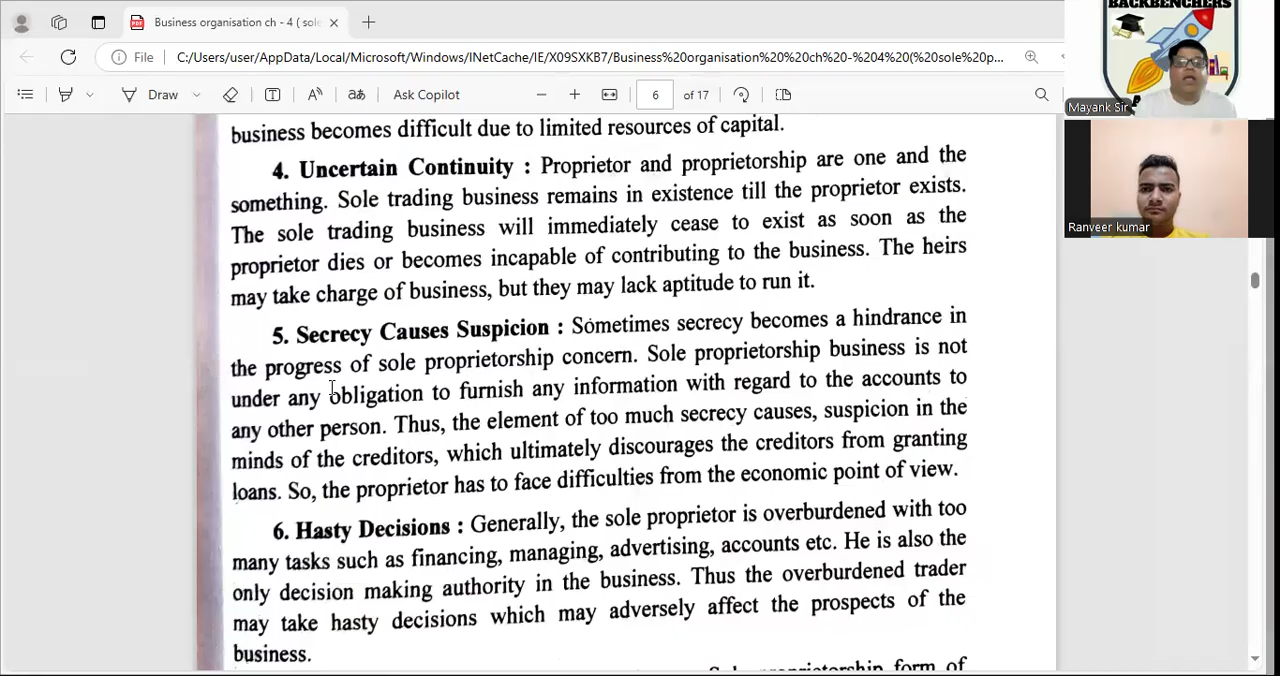 BACKBENCHERS
Business organisation ch - 4 ( sole
File
C:/Users/user/AppData/Local/Microsoft/Windows/INetCache/IE/X09SXKB7/Business%20organisation%20%20ch%20-%204%20(%20sole%20p...
Draw
Ask Copilot
6
of 17
Mayank Sir
Ranveer kumar
business becomes difficult due to limited resources of capital.
4. Uncertain Continuity : Proprietor and proprietorship are one and the
something. Sole trading business remains in existence till the proprietor exists.
The sole trading business will immediately cease to exist as soon as the
proprietor dies or becomes incapable of contributing to the business. The heirs
may take charge of business, but they may lack aptitude to run it.
5. Secrecy Causes Suspicion : Sometimes secrecy becomes a hindrance in
the progress of sole proprietorship concern. Sole proprietorship business is not
under any obligation to furnish any information with regard to the accounts to
any other person. Thus, the element of too much secrecy causes, suspicion in the
minds of the creditors, which ultimately discourages the creditors from granting
loans. So, the proprietor has to face difficulties from the economic point of view.
6. Hasty Decisions : Generally, the sole proprietor is overburdened with too
many tasks such as financing, managing, advertising, accounts etc. He is also the
only decision making authority in the business. Thus the overburdened trader
may take hasty decisions which may adversely affect the prospects of the
business.
Sole proprietorship form of